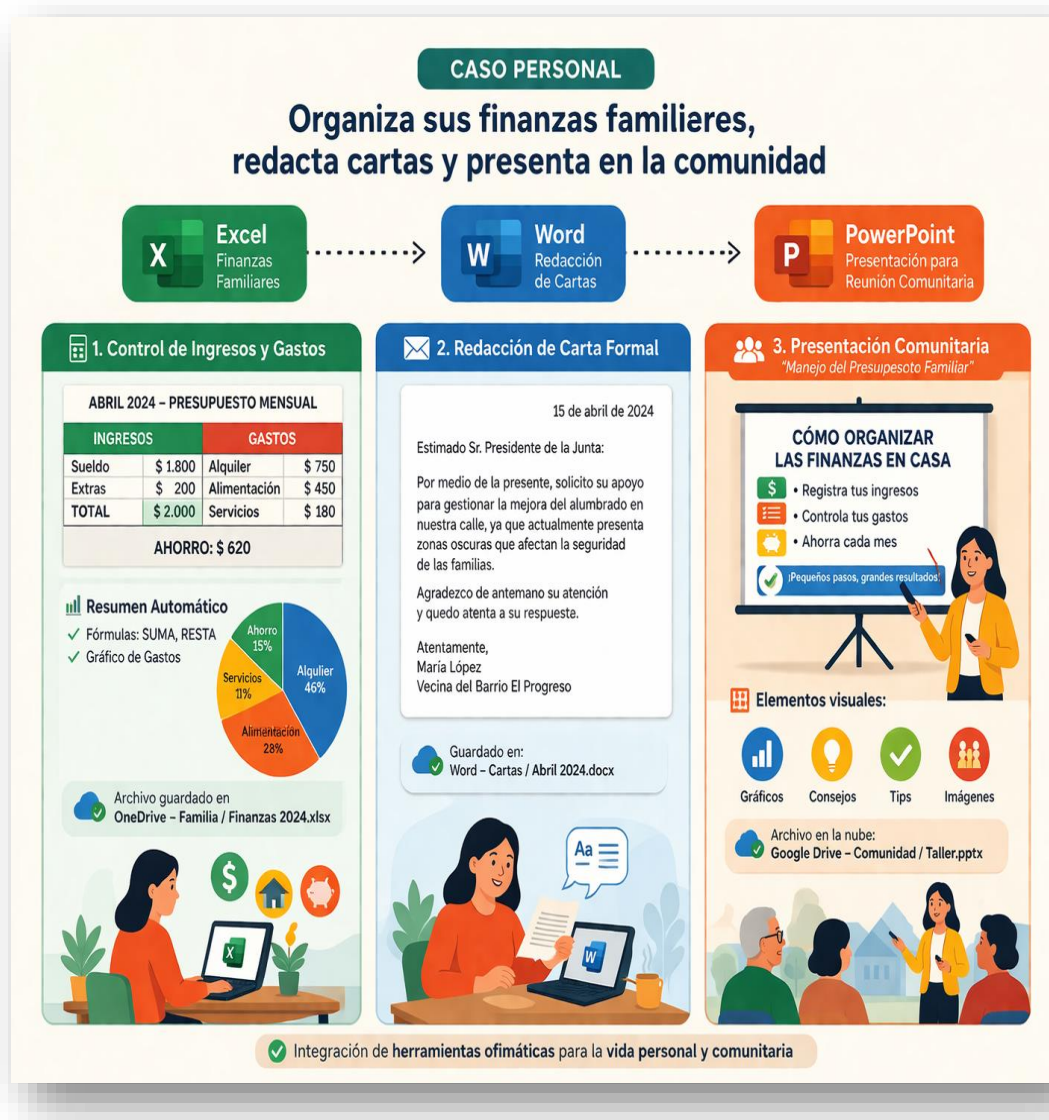 CASO PERSONAL
Organiza sus finanzas familieres,
redacta cartas y presenta en la comunidad
X
Excel
Finanzas
Familiares
W
Word
Redacción
de Cartas
P
PowerPoint
Presentación para
Reunión Comunitaria
1. Control de Ingresos y Gastos
ABRIL 2024 – PRESUPUESTO MENSUAL
INGRESOS GASTOS
Sueldo $ 1.800 Alquiler $ 750
Extras $ 200 Alimentación $ 450
TOTAL $ 2.000 Servicios $ 180
AHORRO: $ 620
Resumen Automático
Fórmulas: SUMA, RESTA
Gráfico de Gastos
Ahorro
15%
Alqulier
46%
Servicios
11%
Alimentación
28%
Archivo guardado en
OneDrive – Familia / Finanzas 2024.xlsx
$
X
2. Redacción de Carta Formal
15 de abril de 2024
Estimado Sr. Presidente de la Junta:
Por medio de la presente, solicito su apoyo
para gestionar la mejora del alumbrado en
nuestra calle, ya que actualmente presenta
zonas oscuras que afectan la seguridad
de las familias.
Agradezco de antemano su atención
y quedo atenta a su respuesta.
Atentamente,
María López
Vecina del Barrio El Progreso
Guardado en:
Word – Cartas / Abril 2024.docx
Aa
W
3. Presentación Comunitaria
"Manejo del Presupesoto Familiar"
CÓMO ORGANIZAR
LAS FINANZAS EN CASA
$ • Registra tus ingresos
• Controla tus gastos
• Ahorra cada mes
¡Pequeños pasos, grandes resultados!
Elementos visuales:
Gráficos Consejos Tips Imágenes
Archivo en la nube:
Google Drive – Comunidad / Taller.pptx
Integración de herramientas ofimáticas para la vida personal y comunitaria